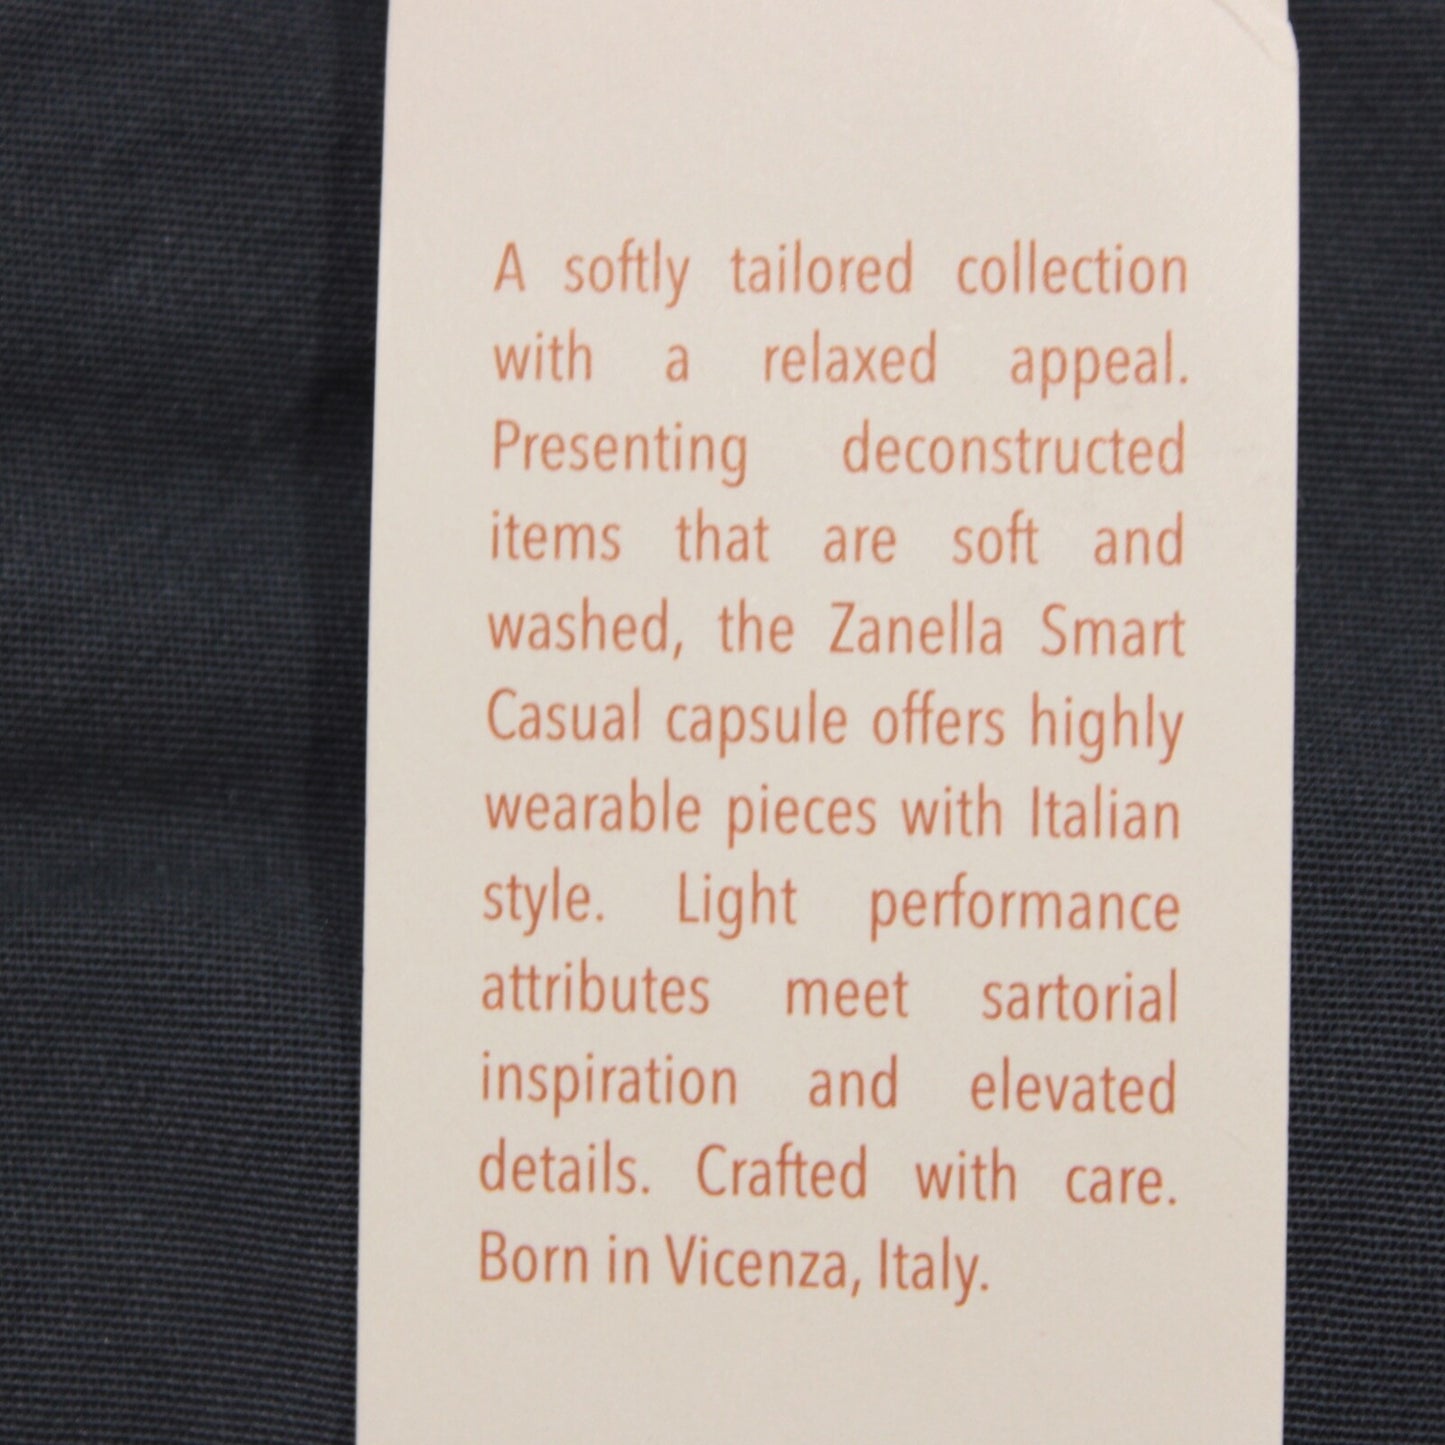 A softly tailored collection
with a relaxed appeal.
Presenting deconstructed
items that are soft and
washed, the Zanella Smart
Casual capsule offers highly
wearable pieces with Italian
style. Light performance
attributes meet sartorial
inspiration and elevated
details. Crafted with care.
Born in Vicenza, Italy.